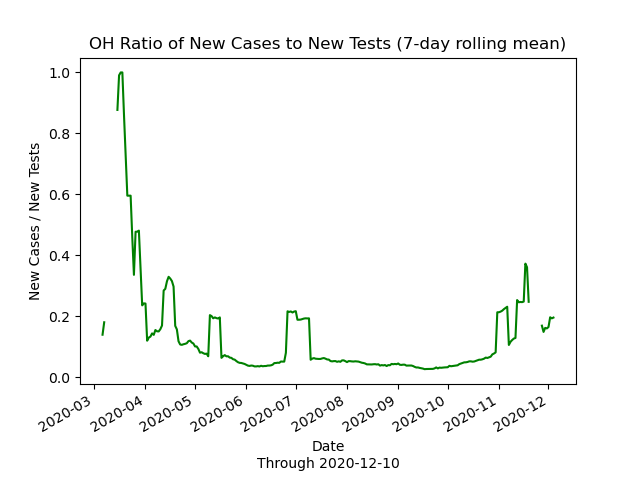 OH Ratio of New Cases to New Tests (7-day rolling mean)
New Cases / New Tests
1.0
0.8
0.6
0.4
0.2
0.0
2020-03 2020-04 2020-05 2020-06 2020-07 2020-08 2020-09 2020-10 2020-11 2020-12
Date
Through 2020-12-10